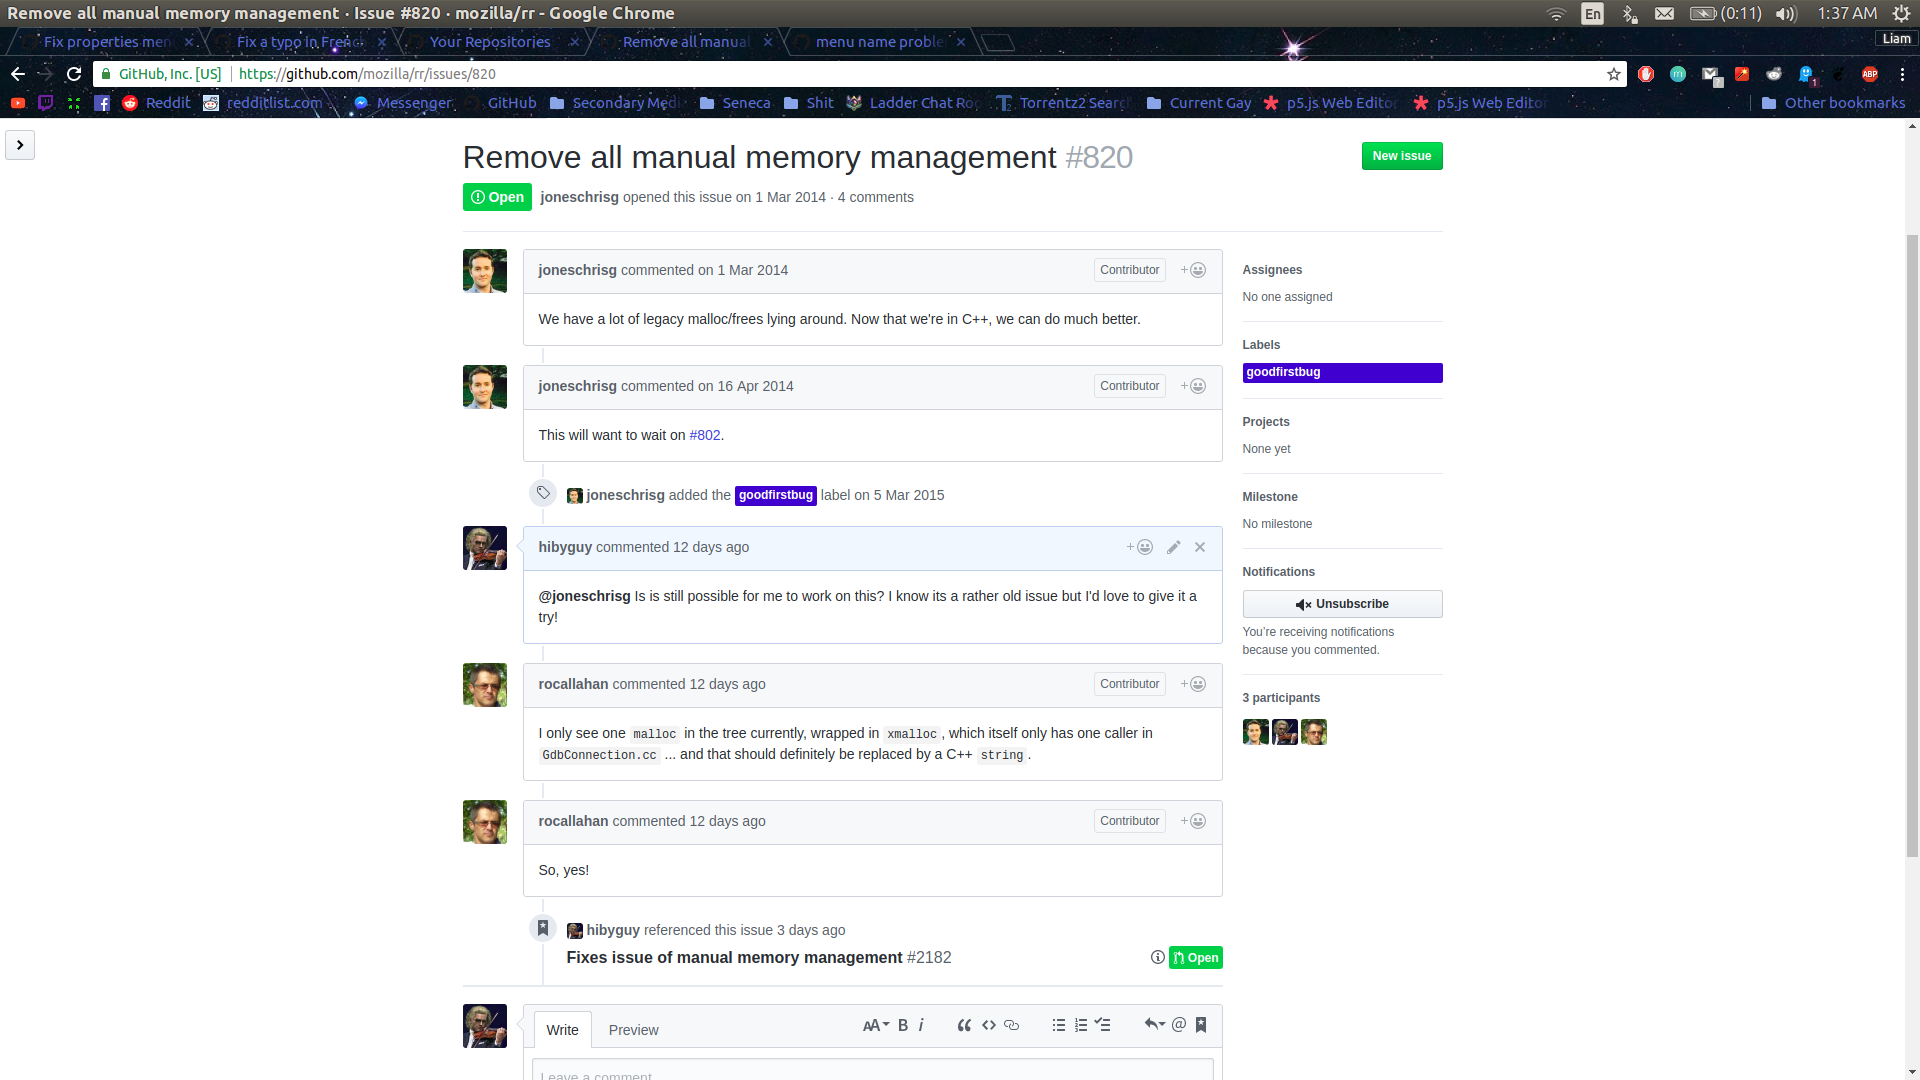 Remove all manual memory management · Issue #820 · mozilla/rr - Google Chrome
En
(0:11)
1:37 AM
Fix properties men
Fix a typo in French
Your Repositories
Remove all manual
menu name proble
Liam
GitHub, Inc. [US]
https://github.com/mozilla/rr/issues/820
Reddit
redditlist.com
Messenger
GitHub
Secondary Medi
Seneca
Shit
Ladder Chat Rop
Torrentz2 Searc
Current Gay
p5.js Web Editor
p5.js Web Editor
Other bookmarks
Remove all manual memory management #820
New issue
Open
joneschrisg opened this issue on 1 Mar 2014 · 4 comments
joneschrisg commented on 1 Mar 2014
Contributor
We have a lot of legacy malloc/frees lying around. Now that we're in C++, we can do much better.
joneschrisg commented on 16 Apr 2014
Contributor
This will want to wait on #802.
joneschrisg added the goodfirstbug label on 5 Mar 2015
hibyguy commented 12 days ago
@joneschrisg Is is still possible for me to work on this? I know its a rather old issue but I'd love to give it a
try!
rocallahan commented 12 days ago
Contributor
I only see one malloc in the tree currently, wrapped in xmalloc, which itself only has one caller in
GdbConnection.cc ... and that should definitely be replaced by a C++ string.
rocallahan commented 12 days ago
Contributor
So, yes!
hibyguy referenced this issue 3 days ago
Fixes issue of manual memory management #2182
Open
Write
Preview
AA B i
Leave a comment
Assignees
No one assigned
Labels
goodfirstbug
Projects
None yet
Milestone
No milestone
Notifications
Unsubscribe
You're receiving notifications
because you commented.
3 participants